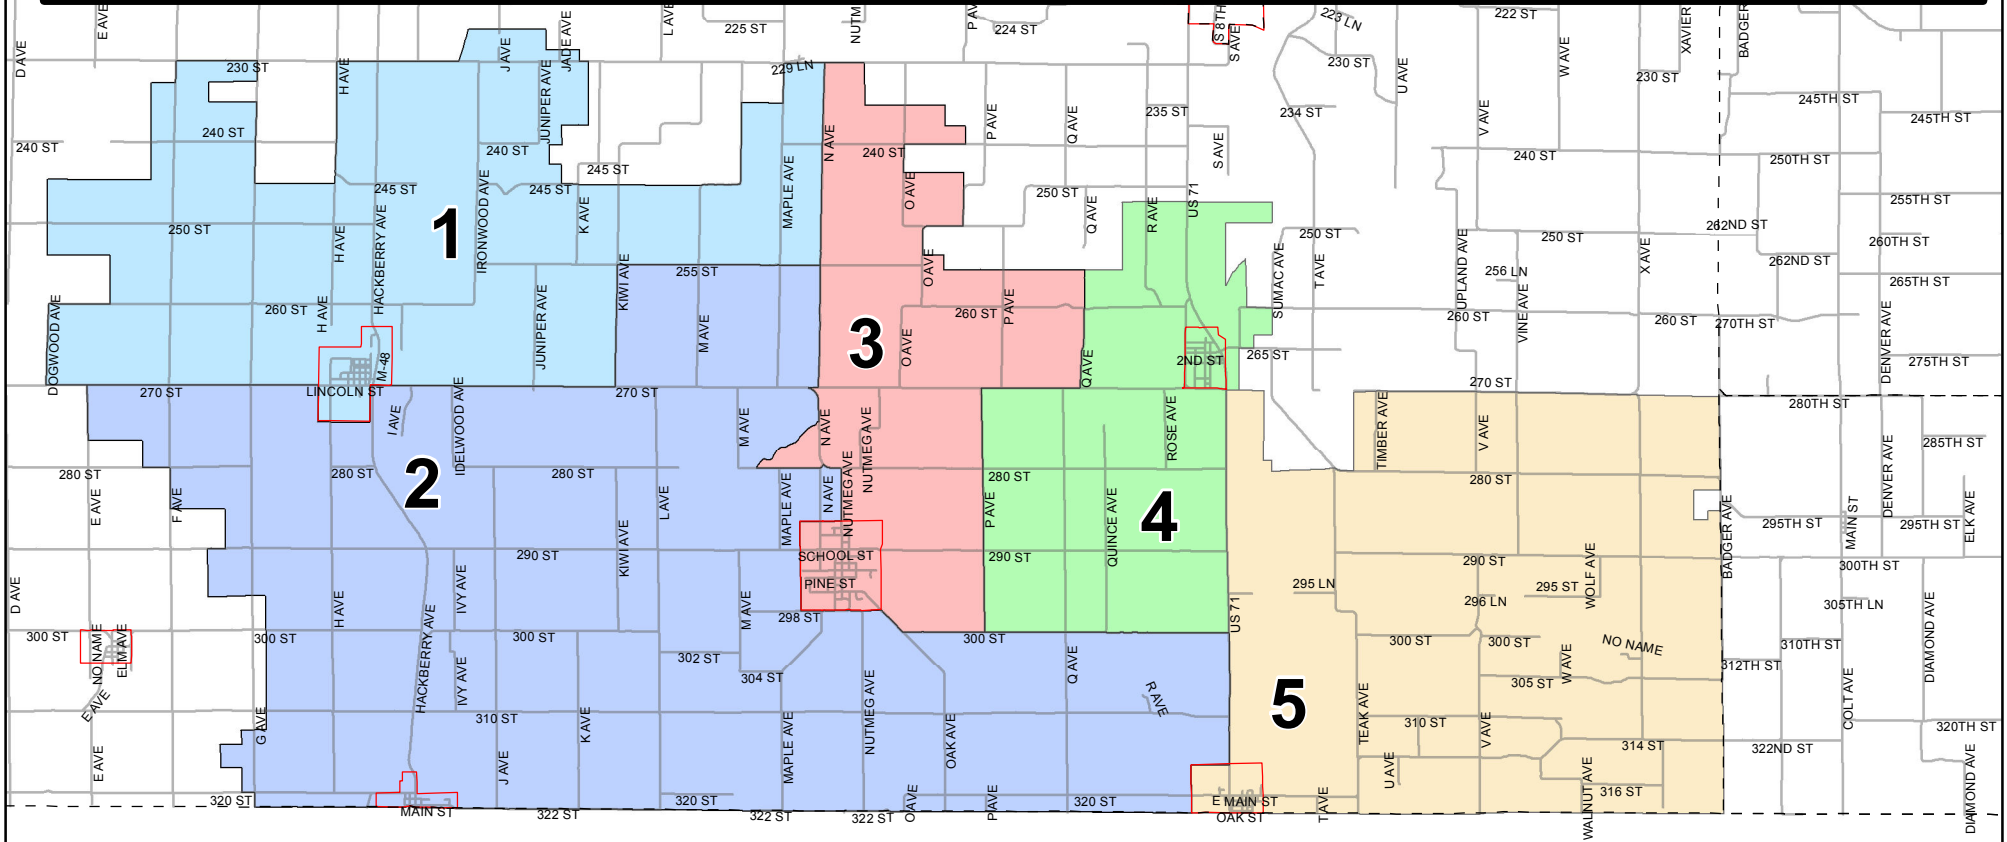 E AVE
L AVE
225 ST
NUTM
P AV
224 ST
S 8TH
223 LN
222 ST
XAVIER
BADGER
D AVE
230 ST
H AVE
J AVE
JADE AVE
229 LN
S AVE
230 ST
U AVE
W AVE
230 ST
JUNIPER AVE
240 ST
240 ST
240 ST
245 ST
245 ST
245 ST
N AVE
240 ST
P AVE
Q AVE
235 ST
234 ST
S AVE
V AVE
240 ST
245TH ST
245TH ST
250TH ST
250 ST
H AVE
HACKBERRY AVE
1
IRONWOOD AVE
K AVE
MAPLE AVE
O AVE
250 ST
Q AVE
R AVE
US 71
250 ST
250 ST
262ND ST
255TH ST
260TH ST
255 ST
KIWI AVE
O AVE
SUMAC AVE
T AVE
UPLAND AVE
256 LN
X AVE
262ND ST
265TH ST
DOGWOOD AVE
260 ST
H AVE
M-48
JUNIPER AVE
M AVE
3
O AVE
260 ST
P AVE
Q AVE
2ND ST
265 ST
260 ST
VINE AVE
260 ST
270TH ST
DENVER AVE
275TH ST
270 ST
LINCOLN ST
270 ST
270 ST
280TH ST
I AVE
IDELWOOD AVE
M AVE
N AVE
NUTMEG AVE
ROSE AVE
TIMBER AVE
V AVE
285TH ST
280 ST
280 ST
2
280 ST
280 ST
280 ST
E AVE
F AVE
L AVE
MAPLE AVE
N AVE
NUTMEG AVE
P AVE
QUINCE AVE
4
BADGER AVE
295TH ST
MAIN ST
DENVER AVE
295TH ST
ELK AVE
290 ST
KIWI AVE
SCHOOL ST
290 ST
290 ST
300TH ST
D AVE
H AVE
IVY AVE
M AVE
PINE ST
295 LN
296 LN
295 ST
WOLF AVE
305TH LN
298 ST
US 71
300 ST
NO NAME
ELM AVE
300 ST
HACKBERRY AVE
300 ST
300 ST
300 ST
300 ST
NO NAME
310TH ST
DIAMOND AVE
302 ST
304 ST
IVY AVE
Q AVE
R AVE
W AVE
305 ST
312TH ST
E AVE
G AVE
310 ST
K AVE
MAPLE AVE
NUTMEG AVE
OAK AVE
5
TEAK AVE
310 ST
V AVE
314 ST
322ND ST
COLT AVE
320TH ST
E AVE
J AVE
U AVE
WALNUT AVE
316 ST
DIAMOND AVE
320 ST
MAIN ST
322 ST
320 ST
322 ST
322 ST
O AVE
P AVE
320 ST
E MAIN ST
OAK ST
T AVE